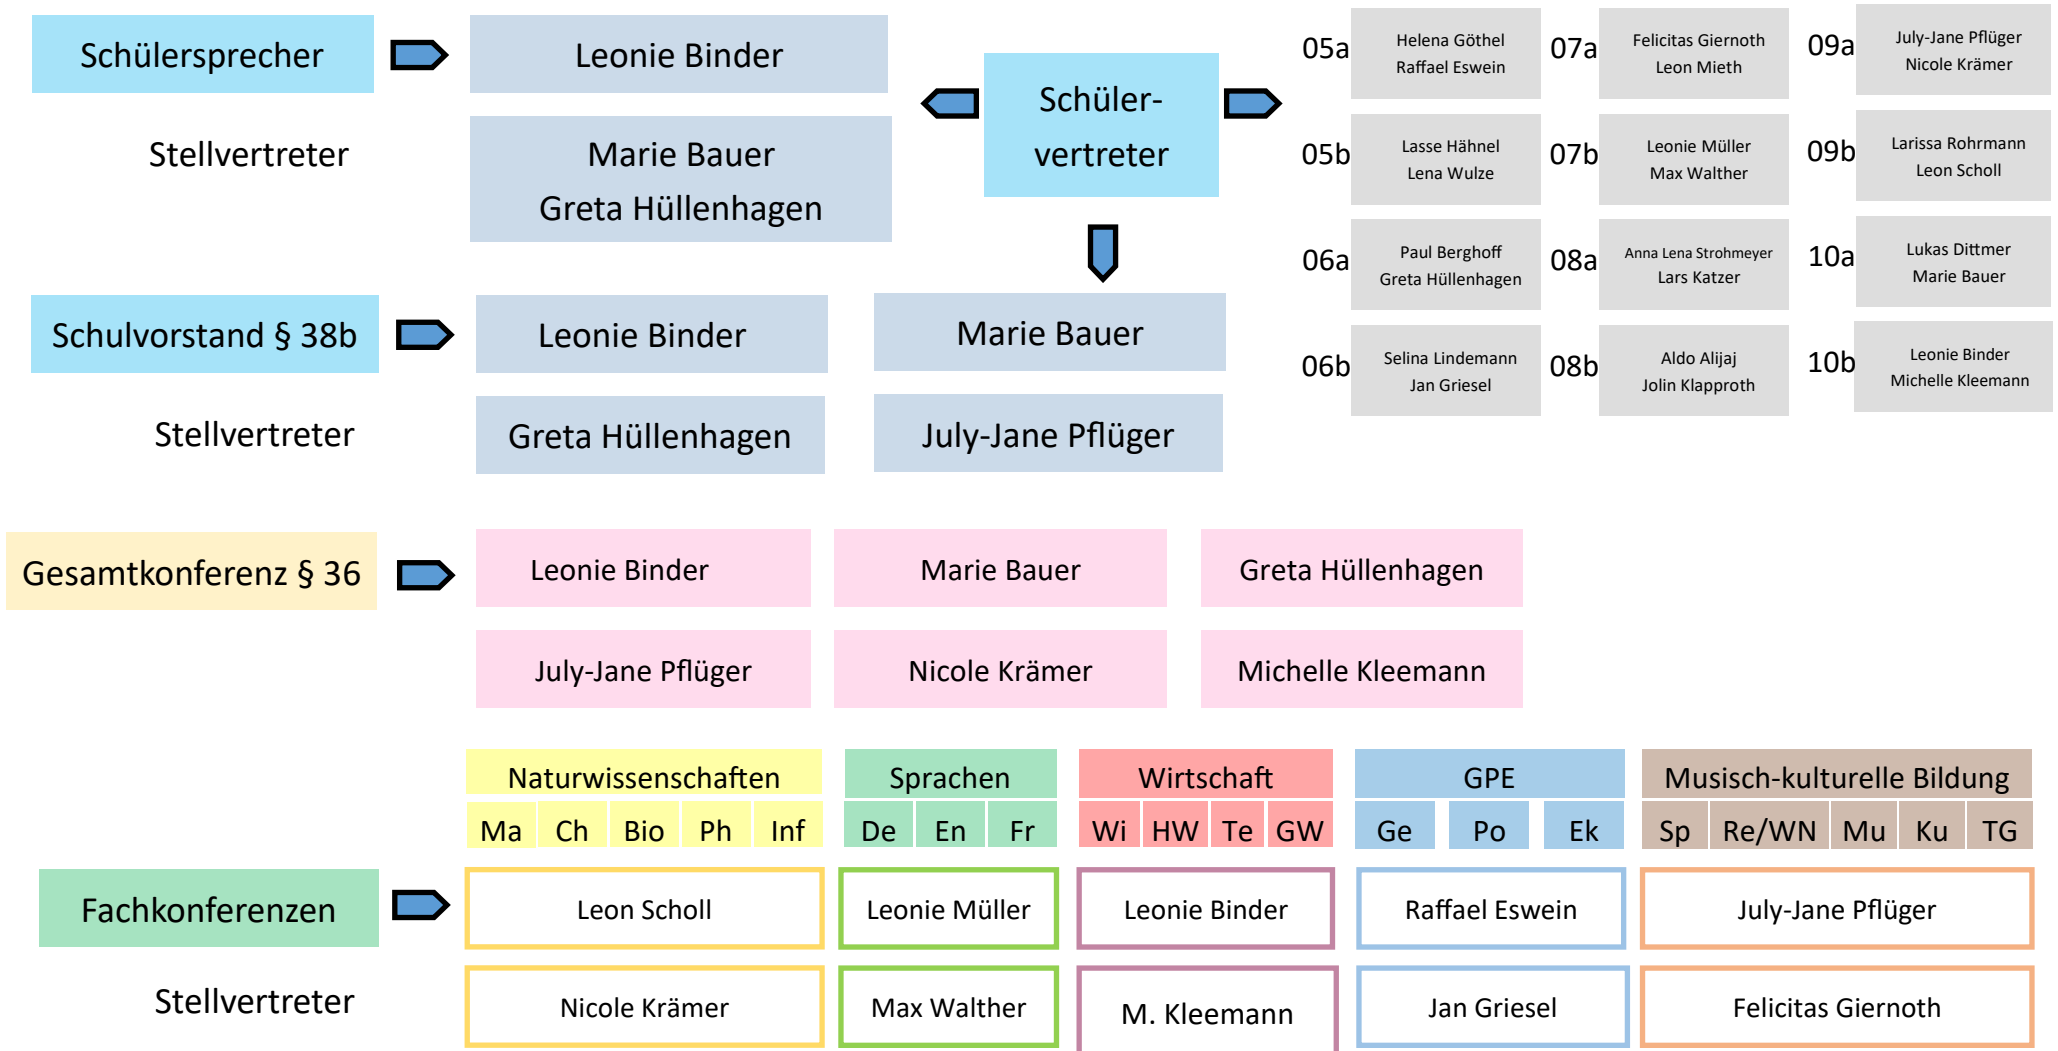 Schülersprecher
Leonie Binder
Stellvertreter
Marie Bauer
Greta Hüllenhagen
Schüler-
vertreter
05a
Helena Göthel
Raffael Eswein
07a
Felicitas Giernoth
Leon Mieth
09a
July-Jane Pflüger
Nicole Krämer
05b
Lasse Hähnel
Lena Wulze
07b
Leonie Müller
Max Walther
09b
Larissa Rohrmann
Leon Scholl
06a
Paul Berghoff
Greta Hüllenhagen
08a
Anna Lena Strohmeyer
Lars Katzer
10a
Lukas Dittmer
Marie Bauer
06b
Selina Lindemann
Jan Griesel
08b
Aldo Alijaj
Jolin Klapproth
10b
Leonie Binder
Michelle Kleemann
Schulvorstand § 38b
Leonie Binder
Marie Bauer
Stellvertreter
Greta Hüllenhagen
July-Jane Pflüger
Gesamtkonferenz § 36
Leonie Binder
Marie Bauer
Greta Hüllenhagen
July-Jane Pflüger
Nicole Krämer
Michelle Kleemann
Naturwissenschaften
Sprachen
Wirtschaft
GPE
Musisch-kulturelle Bildung
Ma Ch Bio Ph Inf
De En Fr
Wi HW Te GW
Ge Po Ek
Sp Re/WN Mu Ku TG
Fachkonferenzen
Leon Scholl
Leonie Müller
Leonie Binder
Raffael Eswein
July-Jane Pflüger
Stellvertreter
Nicole Krämer
Max Walther
M. Kleemann
Jan Griesel
Felicitas Giernoth